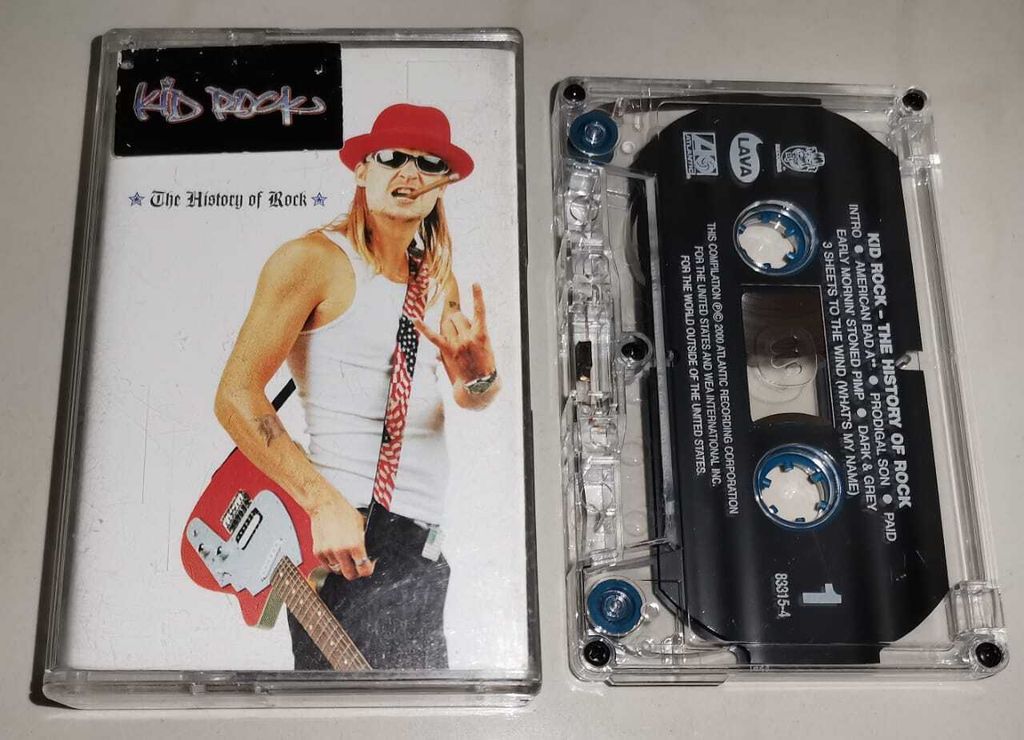 KID ROCK
The History of Rock
ATLANTIC
LAVA
KID ROCK – THE HISTORY OF ROCK
INTRO ● AMERICAN BAD A** ● PRODIGAL SON ● PAID
EARLY MORNIN' STONED PIMP ● DARK & GREY
3 SHEETS TO THE WIND (WHAT'S MY NAME)
THIS COMPILATION ℗© 2000 ATLANTIC RECORDING CORPORATION
FOR THE UNITED STATES AND WEA INTERNATIONAL INC.
FOR THE WORLD OUTSIDE OF THE UNITED STATES.
1
83315-4